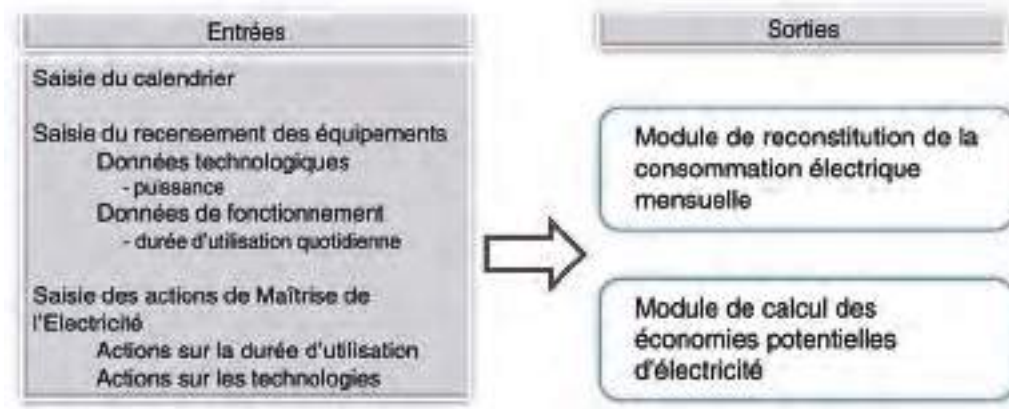 Entrées
Saisie du calendrier
Saisie du recensement des équipements
Données technologiques
- puissance
Données de fonctionnement
- durée d'utilisation quotidienne
Saisie des actions de Maîtrise de
l'Electricité
Actions sur la durée d'utilisation
Actions sur les technologies
Sorties
Module de reconstitution de la
consommation électrique
mensuelle
Module de calcul des
économies potentielles
d'électricité